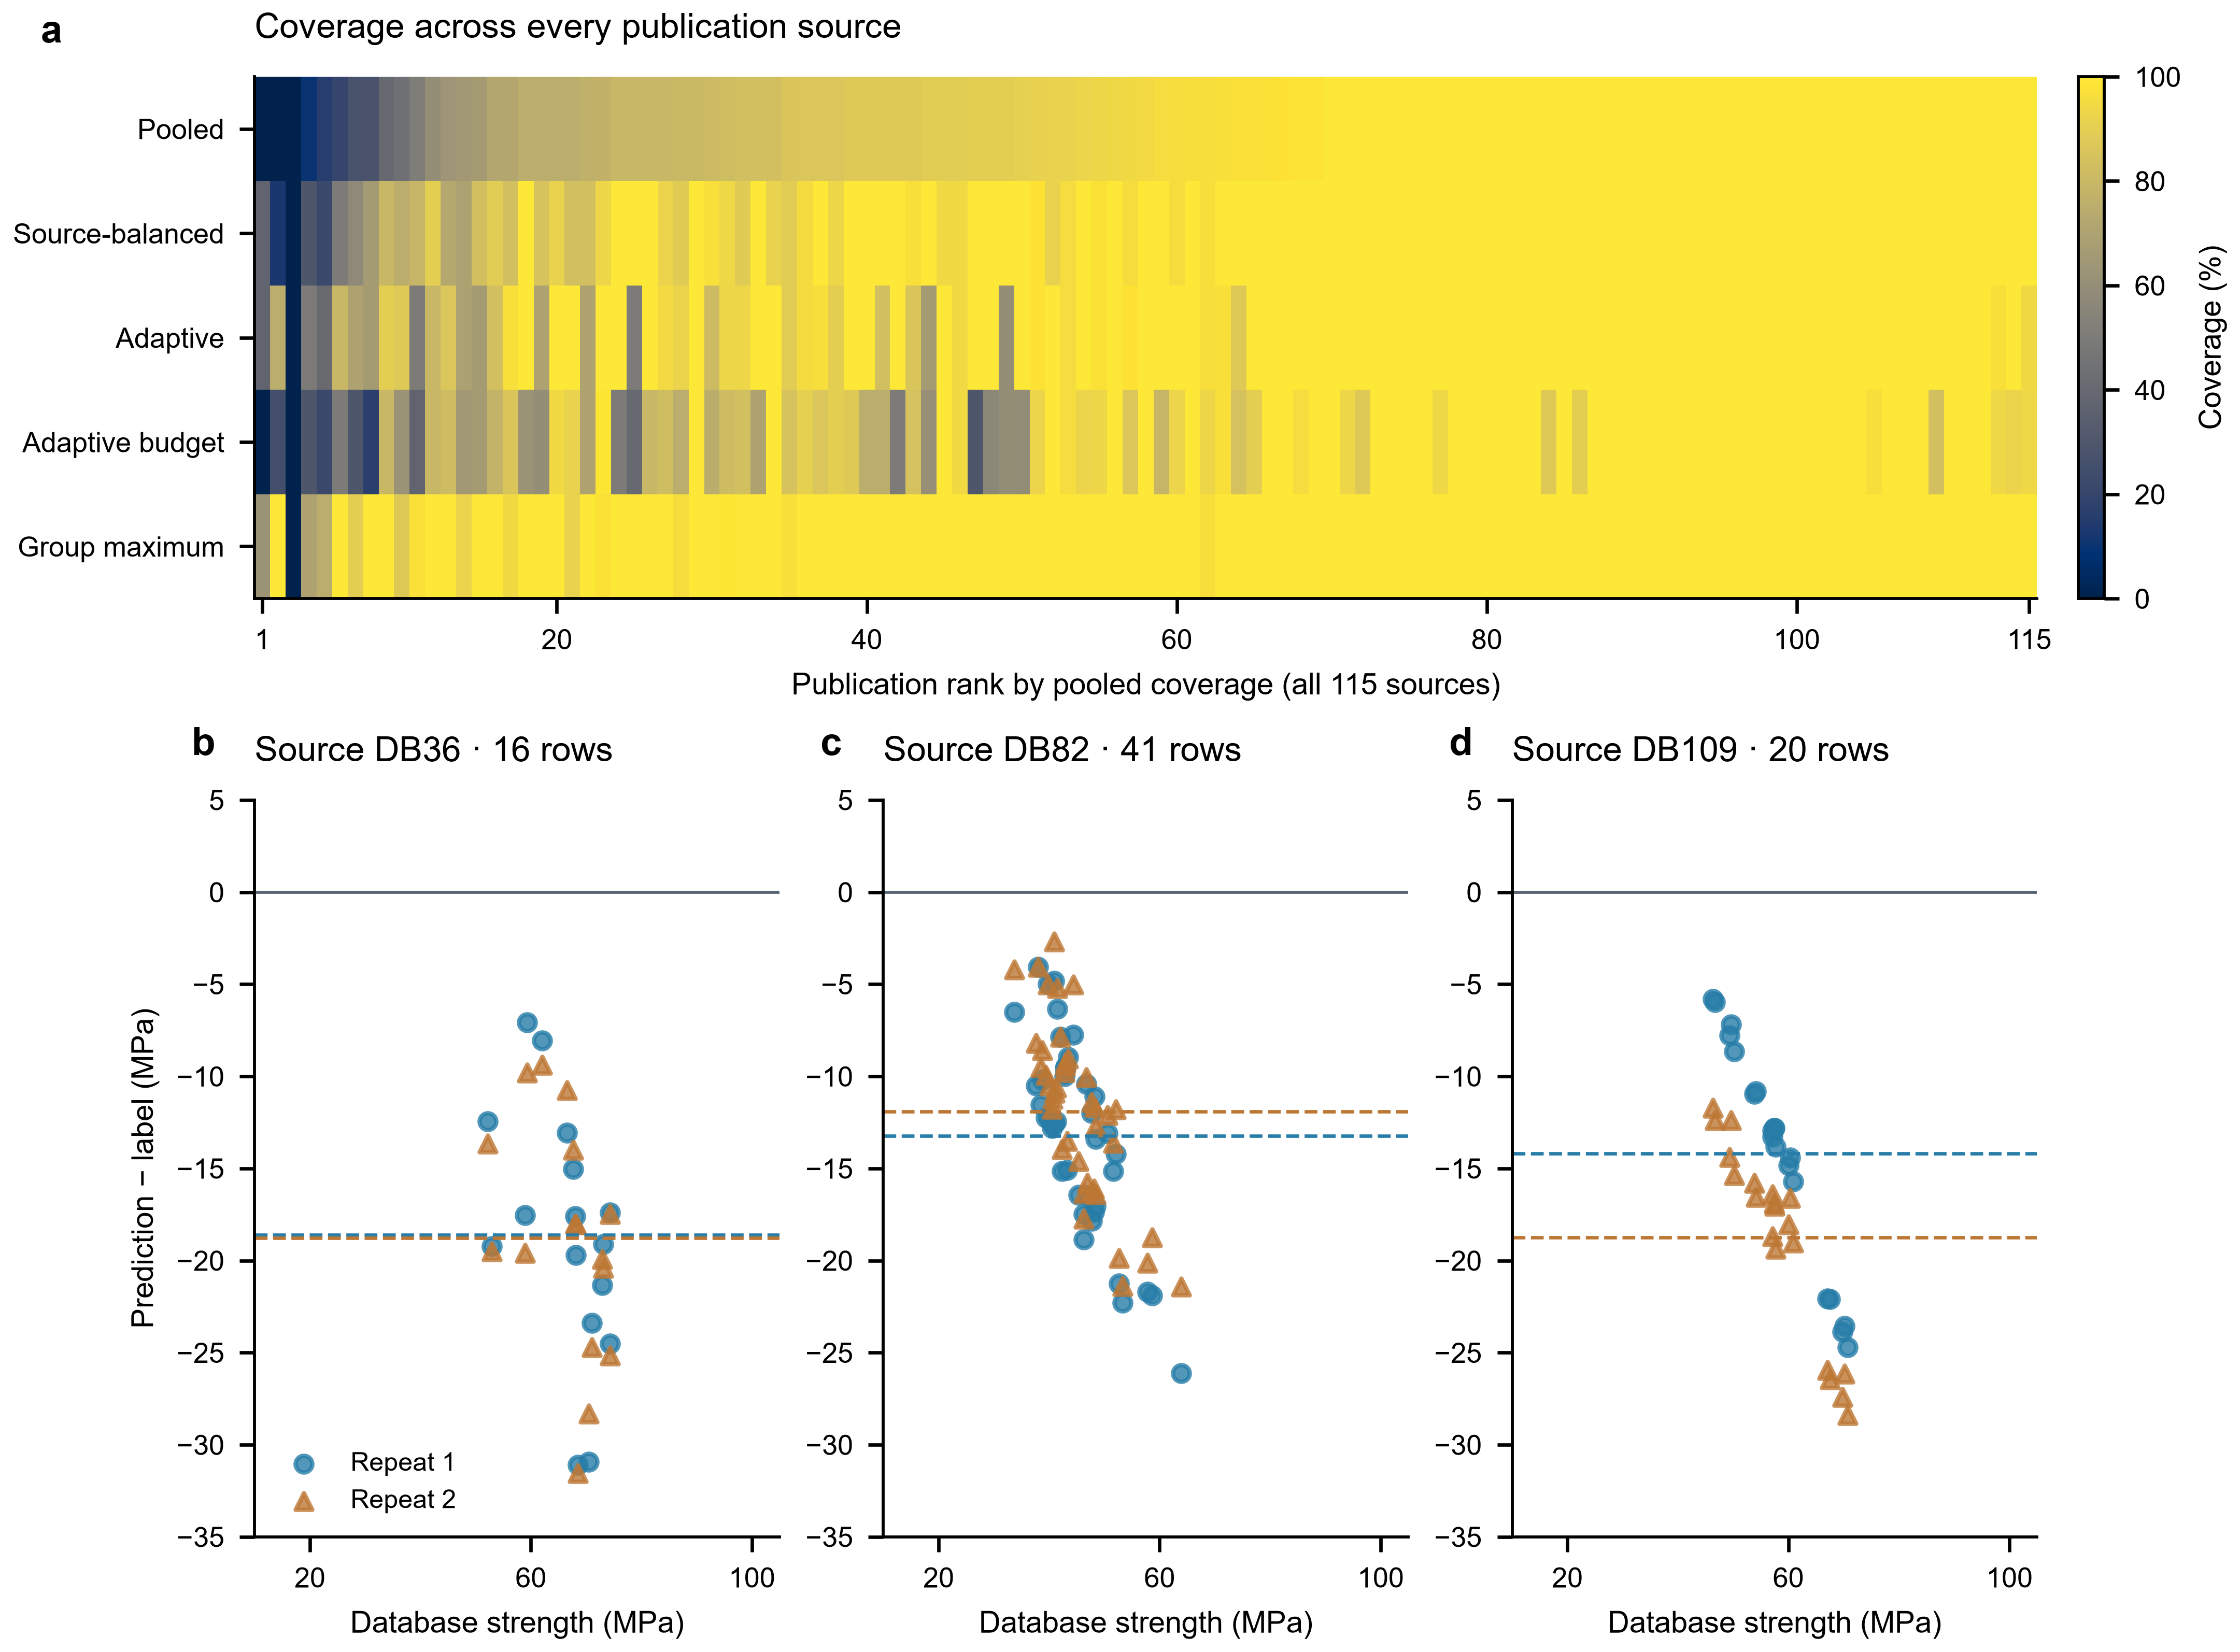 a
Coverage across every publication source
Pooled
Source-balanced
Adaptive
Adaptive budget
Group maximum
1
20
40
60
80
100
115
Publication rank by pooled coverage (all 115 sources)
100
80
60
40
20
0
Coverage (%)
b
Source DB36 · 16 rows
5
0
−5
−10
−15
−20
−25
−30
−35
Prediction − label (MPa)
Repeat 1
Repeat 2
20
60
100
Database strength (MPa)
c
Source DB82 · 41 rows
5
0
−5
−10
−15
−20
−25
−30
−35
20
60
100
Database strength (MPa)
d
Source DB109 · 20 rows
5
0
−5
−10
−15
−20
−25
−30
−35
20
60
100
Database strength (MPa)